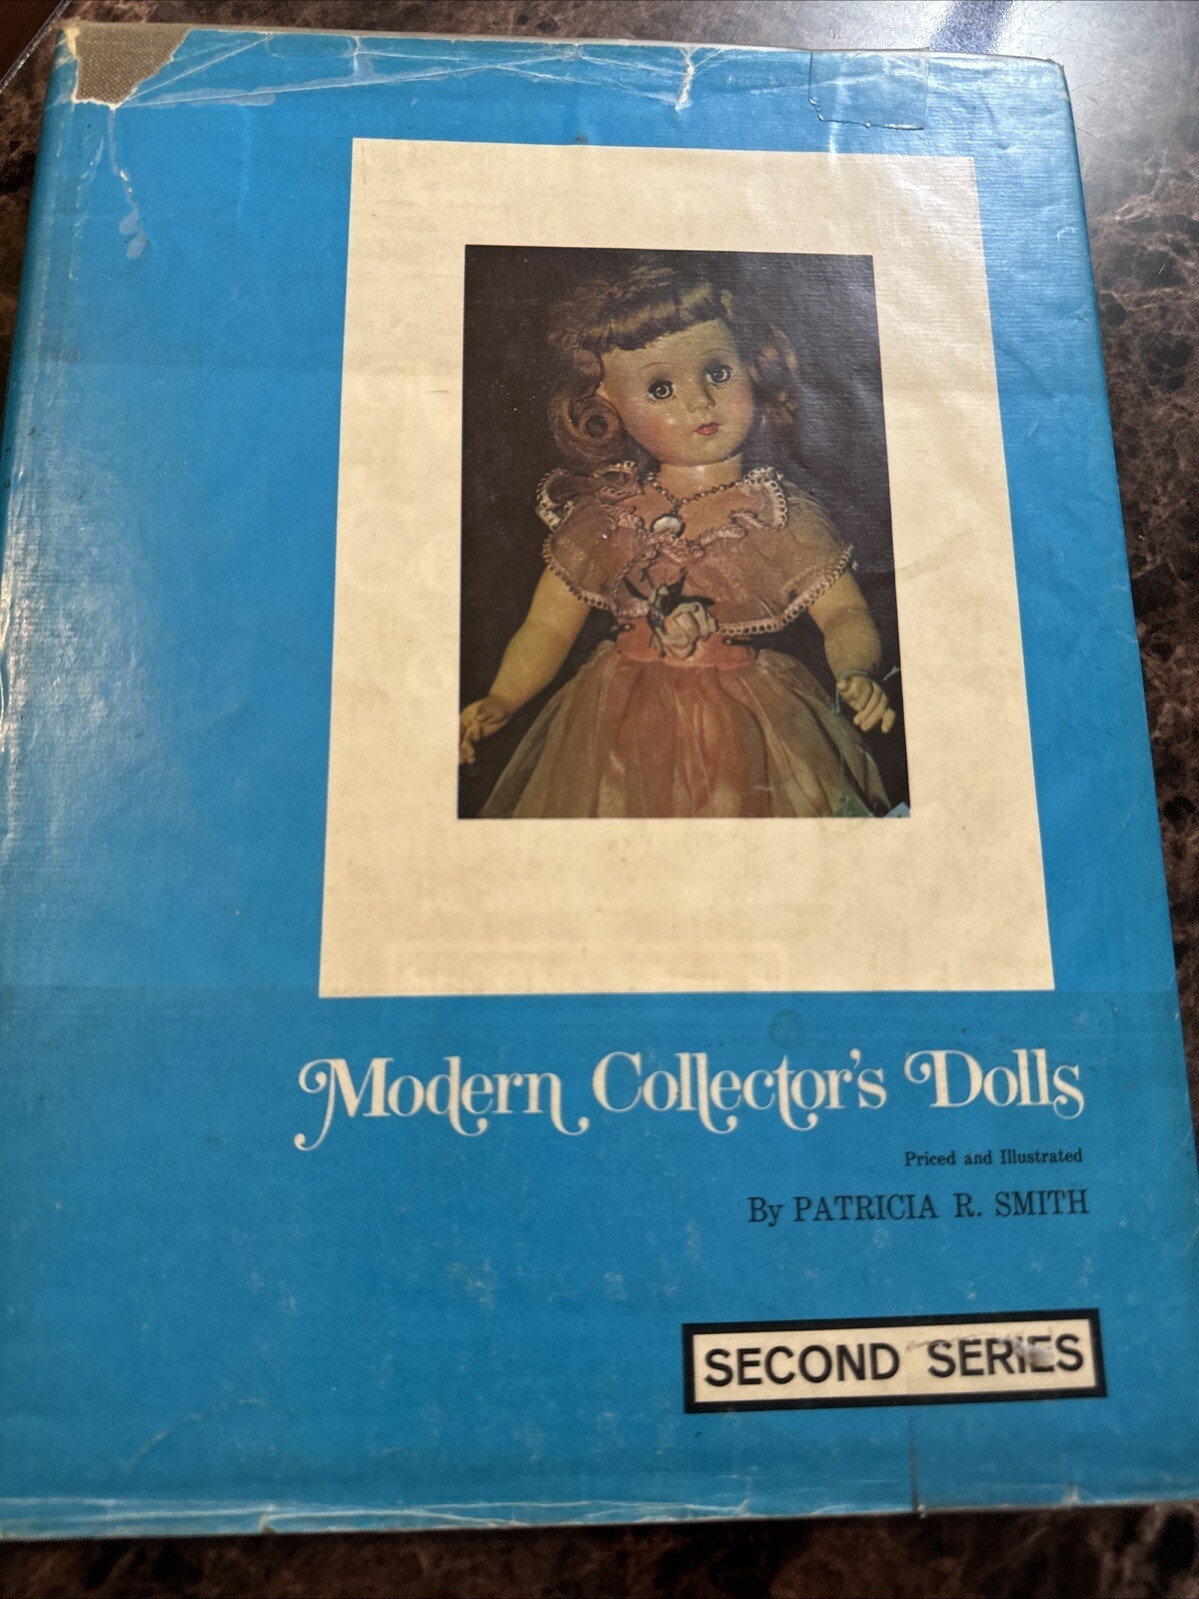 Modern Collector's Dolls
Priced and Illustrated
By PATRICIA R. SMITH
SECOND SERIES